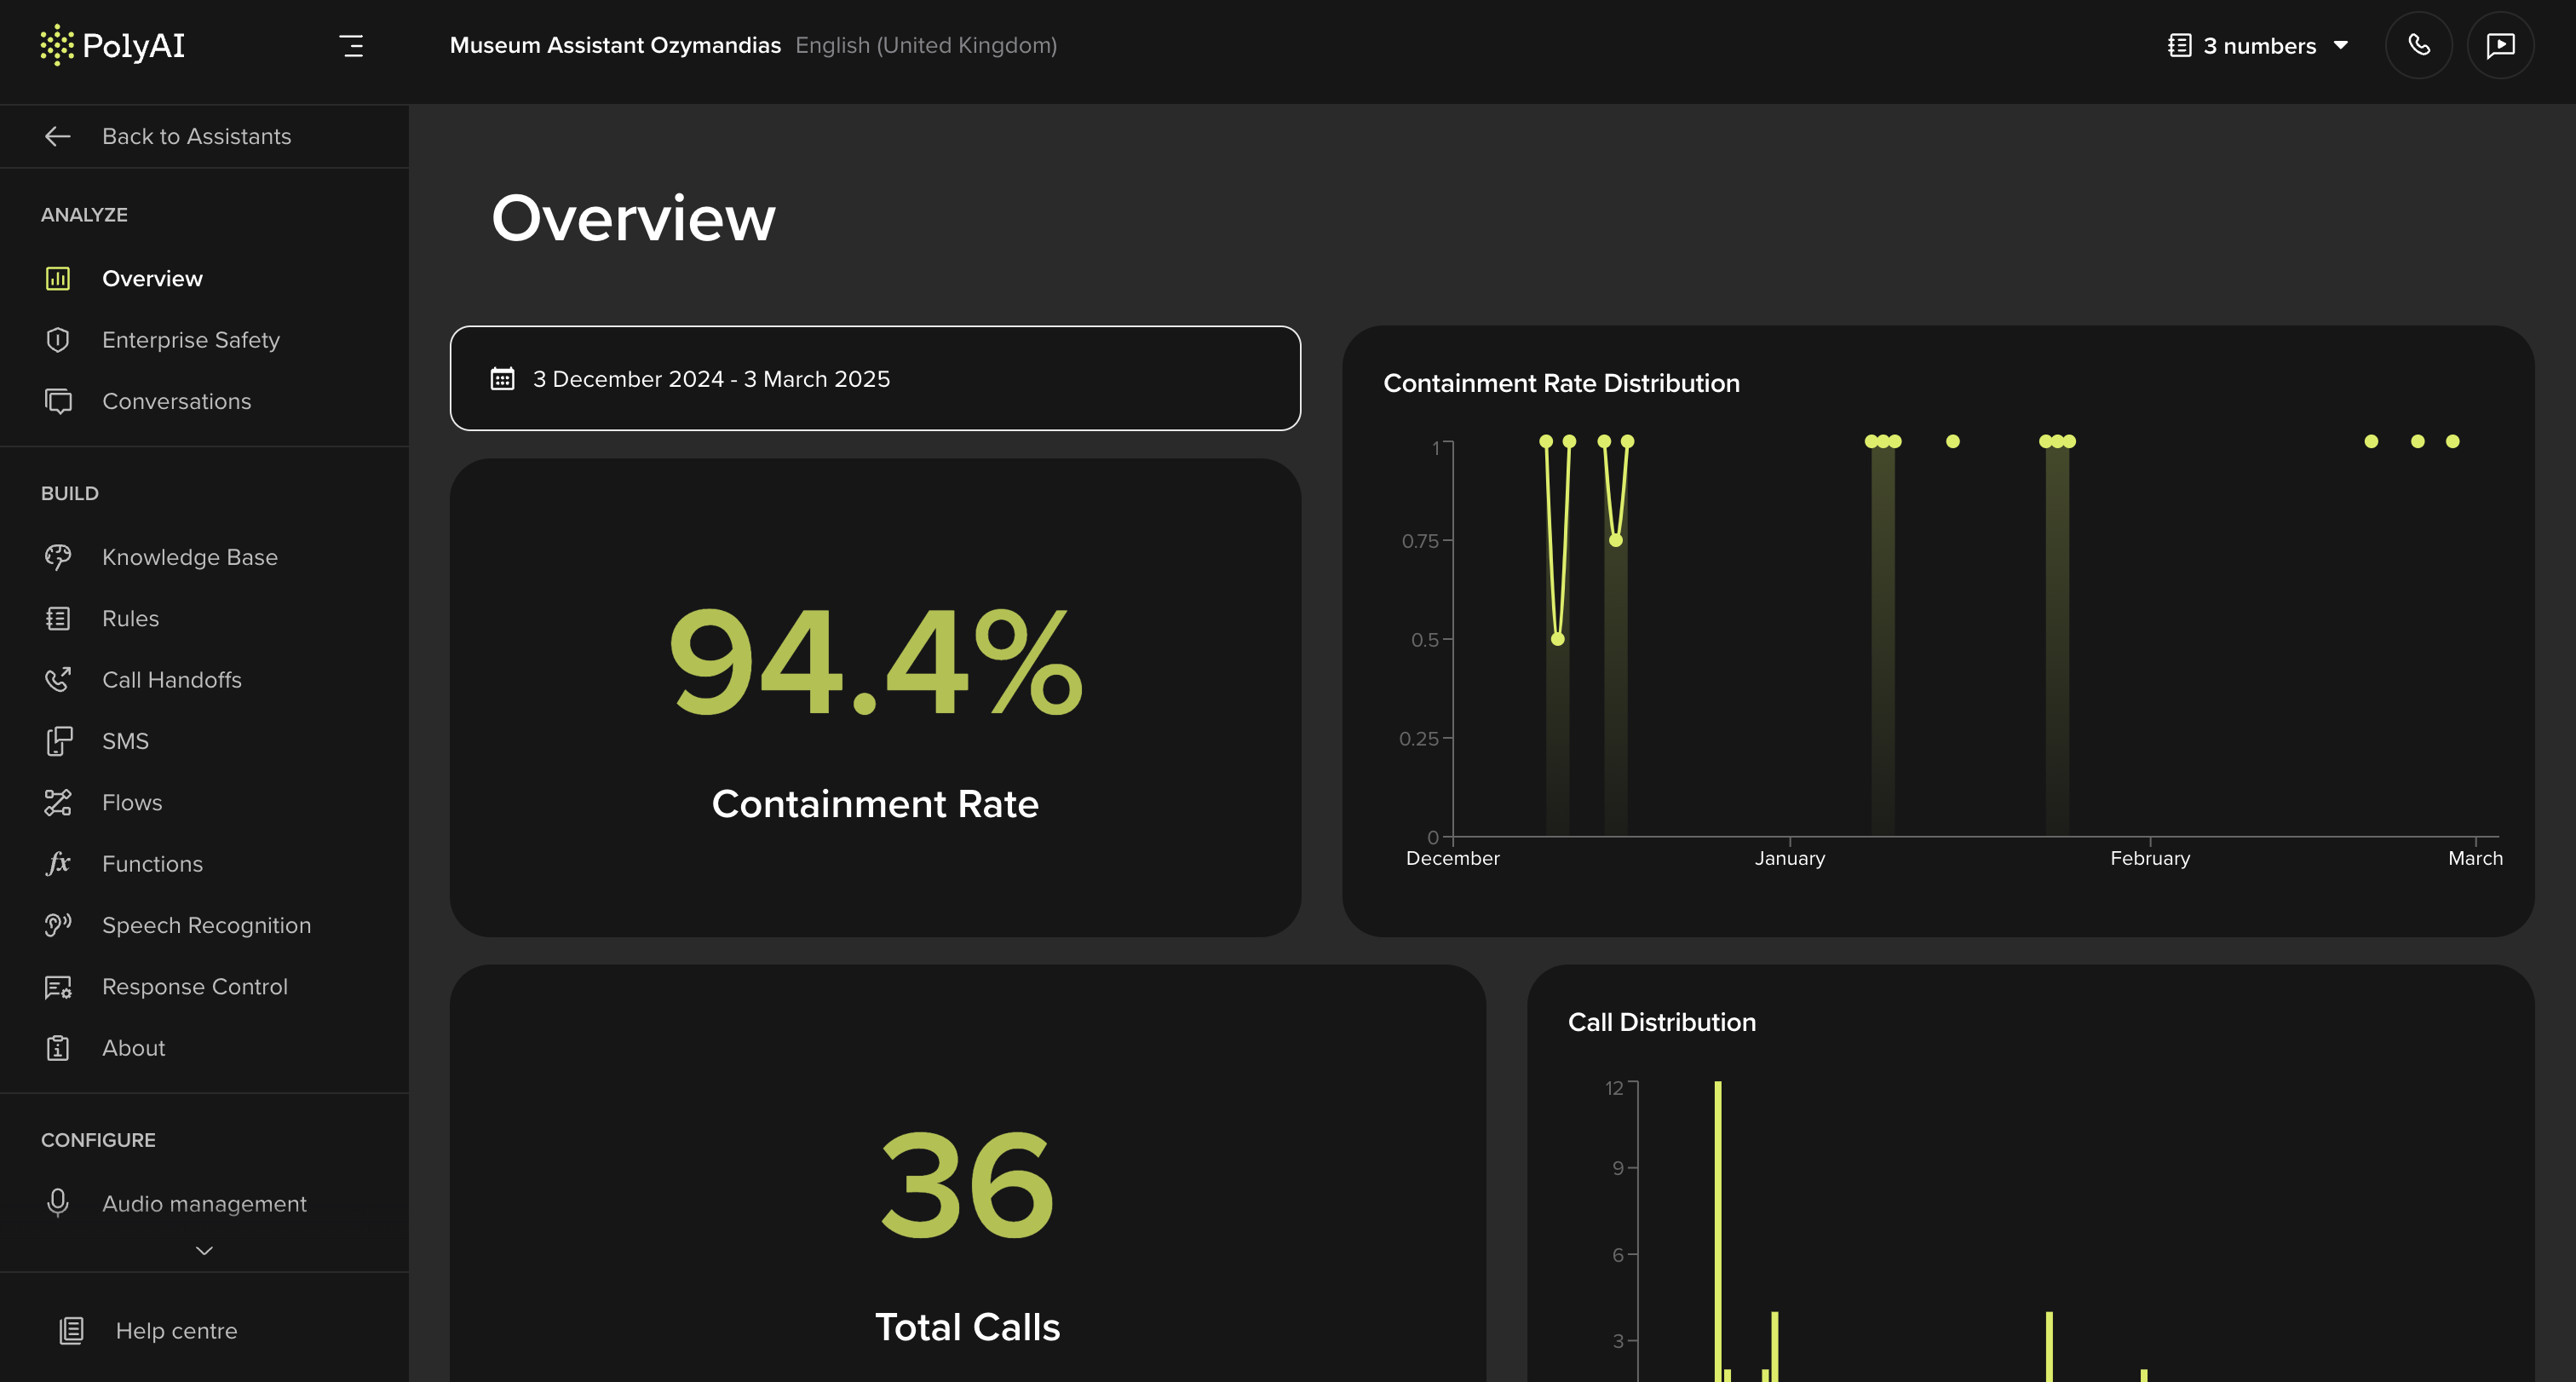 PolyAI
Museum Assistant Ozymandias English (United Kingdom)
3 numbers
Back to Assistants
ANALYZE
Overview
Enterprise Safety
Conversations
BUILD
Knowledge Base
Rules
Call Handoffs
SMS
Flows
fx Functions
Speech Recognition
Response Control
About
CONFIGURE
Audio management
Help centre
Overview
3 December 2024 - 3 March 2025
94.4%
Containment Rate
Containment Rate Distribution
1
0.75
0.5
0.25
0
December January February March
36
Total Calls
Call Distribution
12
9
6
3